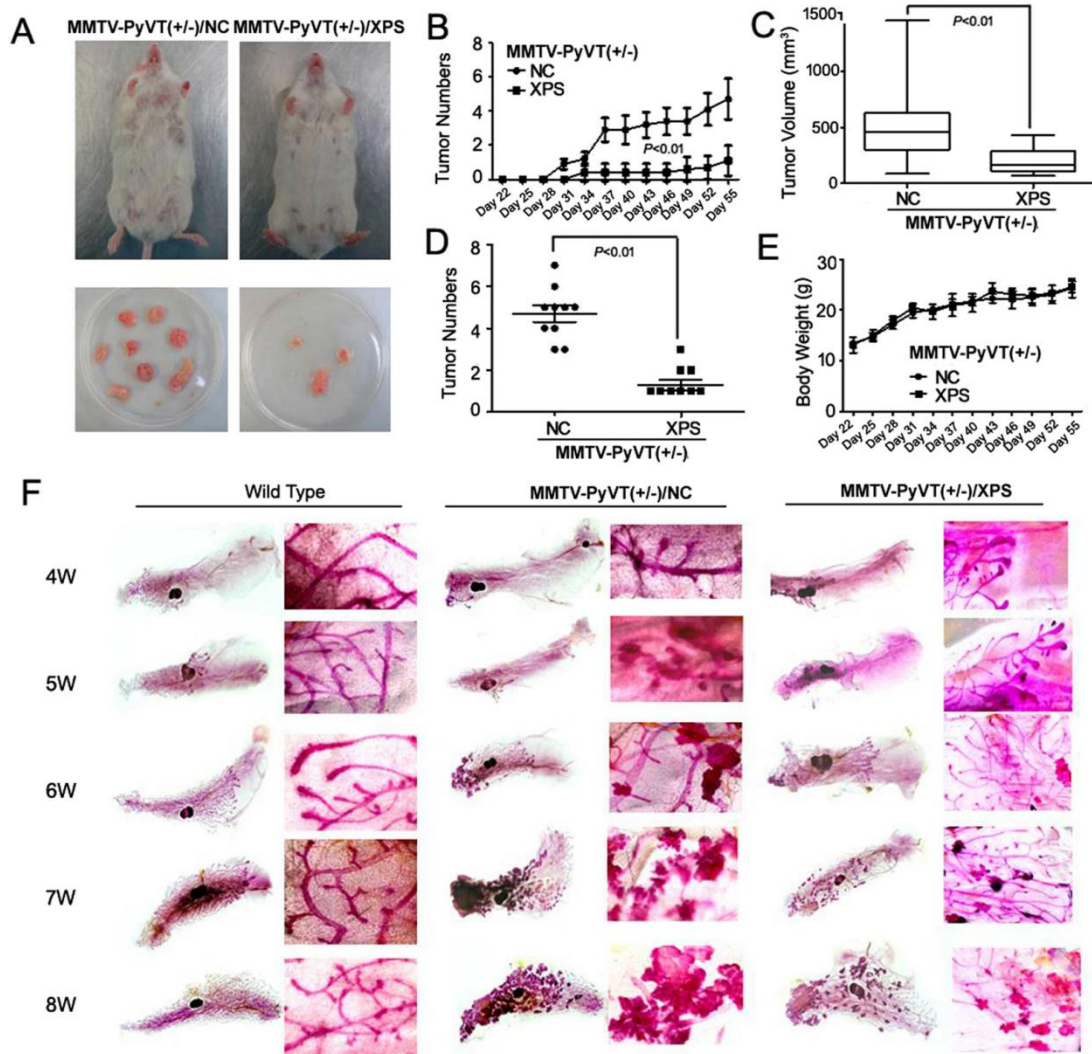 A
MMTV-PyVT(+/-)/NC MMTV-PyVT(+/-)/XPS
B
MMTV-PyVT(+/-)
NC
XPS
Tumor Numbers
8
6
4
2
0
P<0.01
Day 22
Day 25
Day 28
Day 31
Day 34
Day 37
Day 40
Day 43
Day 46
Day 49
Day 52
Day 55
C
Tumor Volume (mm³)
1500
1000
500
0
P<0.01
NC XPS
MMTV-PyVT(+/-)
D
Tumor Numbers
8
6
4
2
0
P<0.01
NC XPS
MMTV-PyVT(+/-)
E
Body Weight (g)
30
20
10
0
MMTV-PyVT(+/-)
NC
XPS
Day 22
Day 25
Day 28
Day 31
Day 34
Day 37
Day 40
Day 43
Day 46
Day 49
Day 52
Day 55
F
Wild Type MMTV-PyVT(+/-)/NC MMTV-PyVT(+/-)/XPS
4W
5W
6W
7W
8W